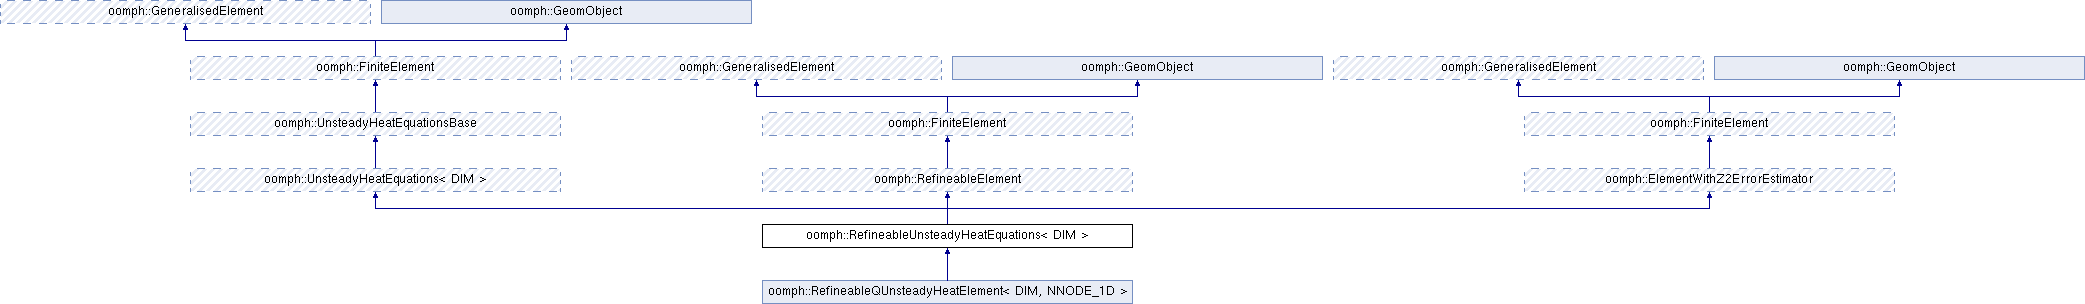 oomph::GeneralisedElement
oomph::GeomObject
oomph::FiniteElement
oomph::GeneralisedElement
oomph::GeomObject
oomph::GeneralisedElement
oomph::GeomObject
oomph::UnsteadyHeatEquationsBase
oomph::FiniteElement
oomph::FiniteElement
oomph::UnsteadyHeatEquations< DIM >
oomph::RefineableElement
oomph::ElementWithZ2ErrorEstimator
oomph::RefineableUnsteadyHeatEquations< DIM >
oomph::RefineableQUnsteadyHeatElement< DIM, NNODE_1D >